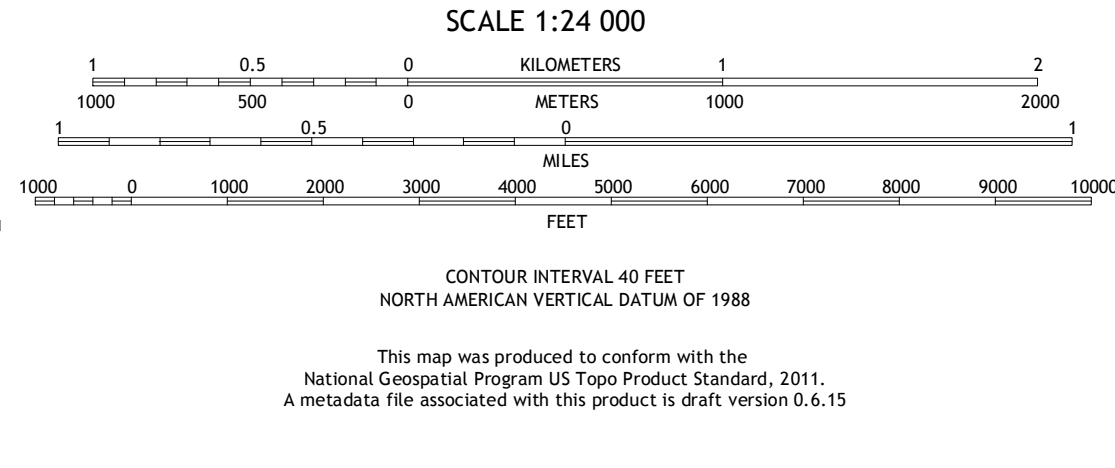 SCALE 1:24 000
1 0.5 0 KILOMETERS 1 2
1000 500 0 METERS 1000 2000
1 0.5 0 1
MILES
1000 0 1000 2000 3000 4000 5000 6000 7000 8000 9000 10000
FEET
CONTOUR INTERVAL 40 FEET
NORTH AMERICAN VERTICAL DATUM OF 1988
This map was produced to conform with the
National Geospatial Program US Topo Product Standard, 2011.
A metadata file associated with this product is draft version 0.6.15